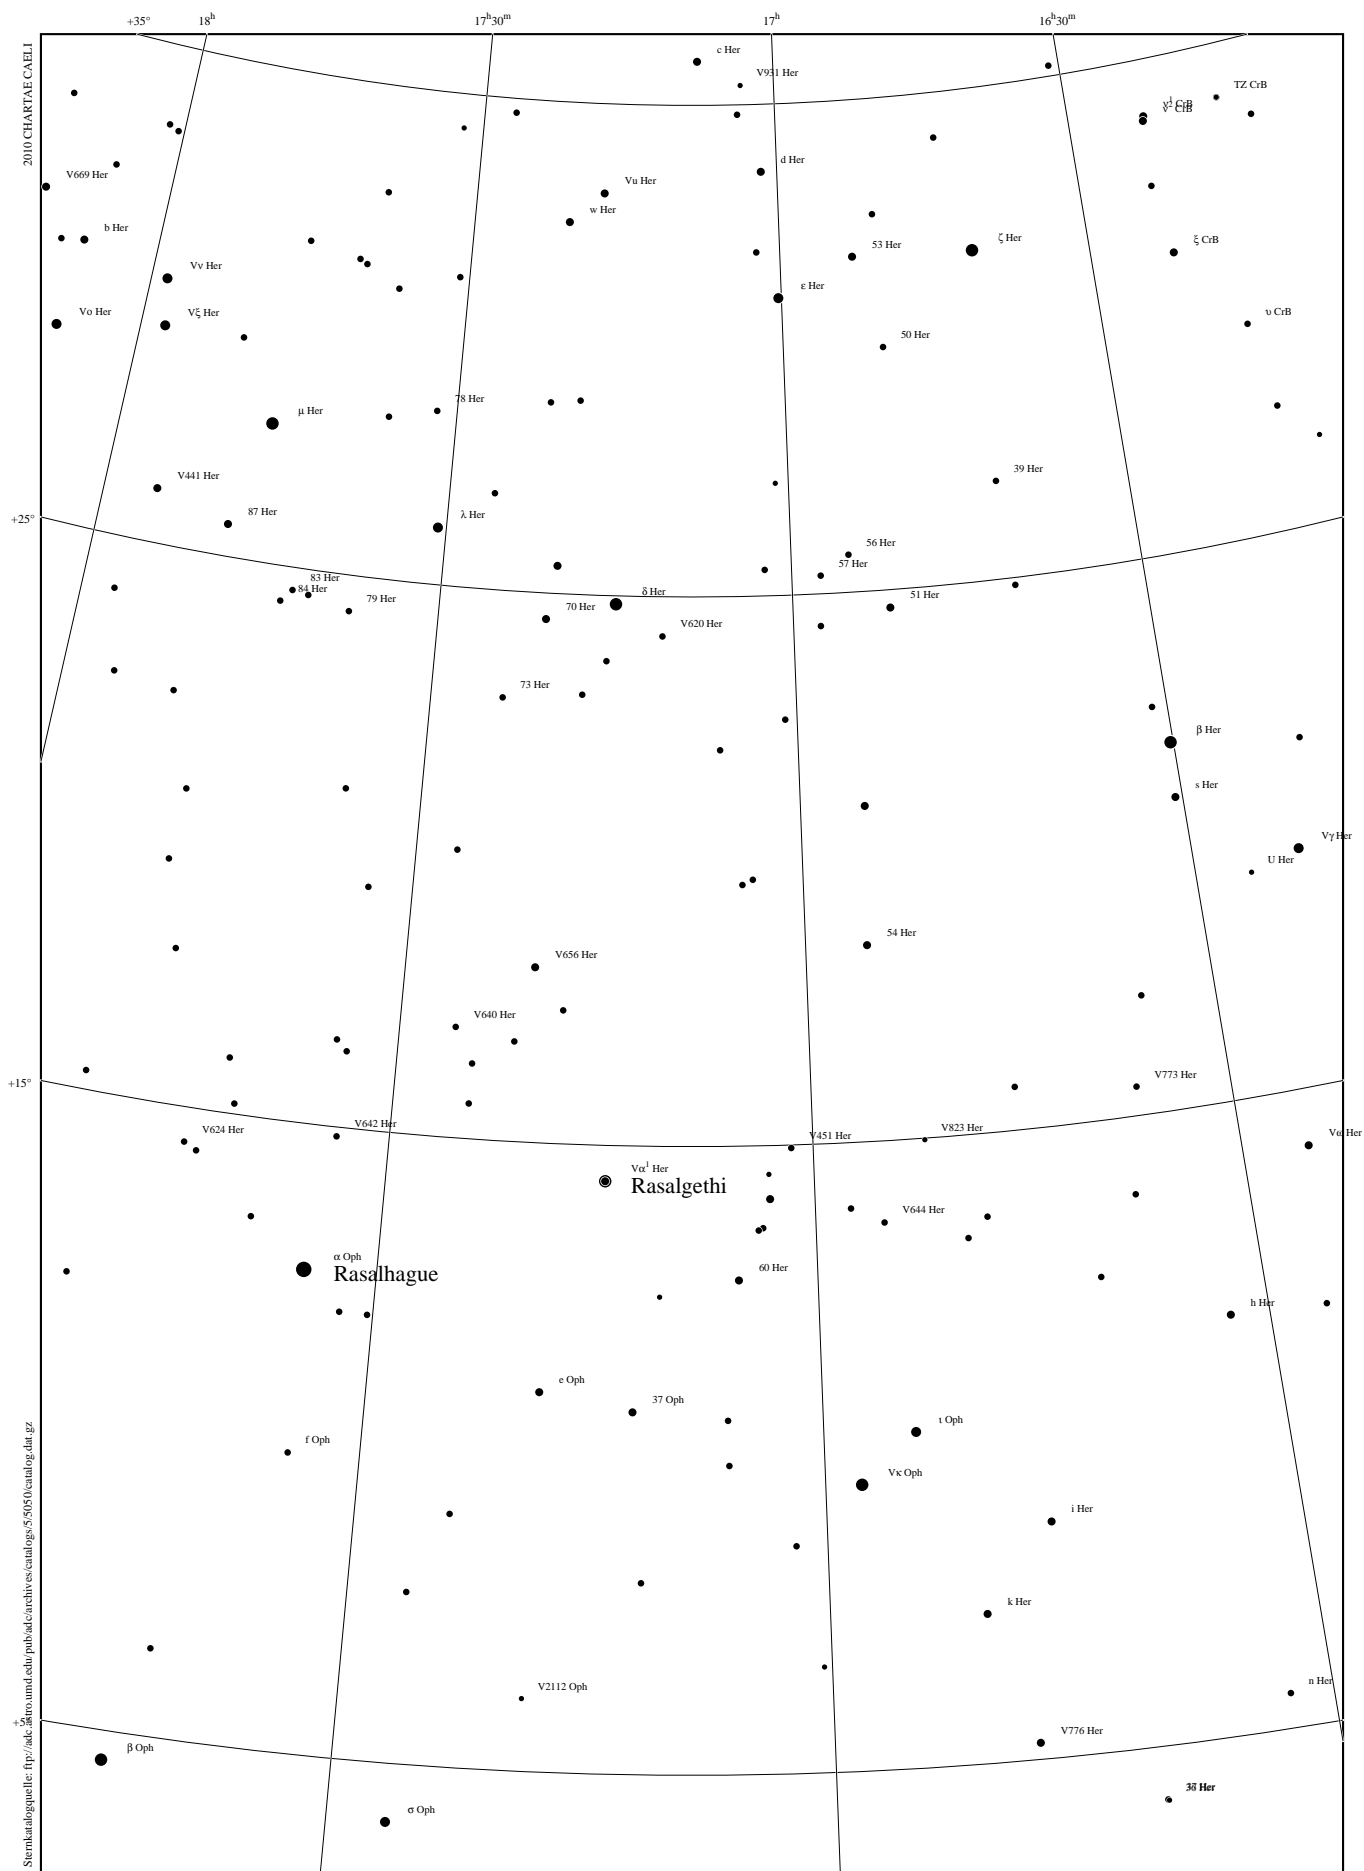 +35°
18h
17h30m
17h
16h30m
2010 CHARTAE CAELI
c Her
V931 Her
TZ CrB
ν² CrB
d Her
V669 Her
Vu Her
w Her
b Her
53 Her
ζ Her
ξ CrB
Vν Her
ε Her
Vο Her
Vξ Her
υ CrB
50 Her
78 Her
μ Her
39 Her
V441 Her
87 Her
λ Her
+25°
56 Her
57 Her
83 Her
84 Her
δ Her
79 Her
70 Her
51 Her
V620 Her
73 Her
β Her
s Her
Vγ Her
U Her
54 Her
V656 Her
V640 Her
V773 Her
+15°
V642 Her
V624 Her
V823 Her
V451 Her
Vα Her
Vα¹ Her
Rasalgethi
V644 Her
α Oph
Rasalhague
60 Her
h Her
e Oph
37 Oph
ι Oph
f Oph
Vκ Oph
i Her
k Her
n Her
V2112 Oph
V776 Her
β Oph
37 Her
σ Oph
Sternkatalogquelle: ftp://adc.astro.umd.edu/pub/adc/archives/catalogs/5/5050/catalog.dat.gz